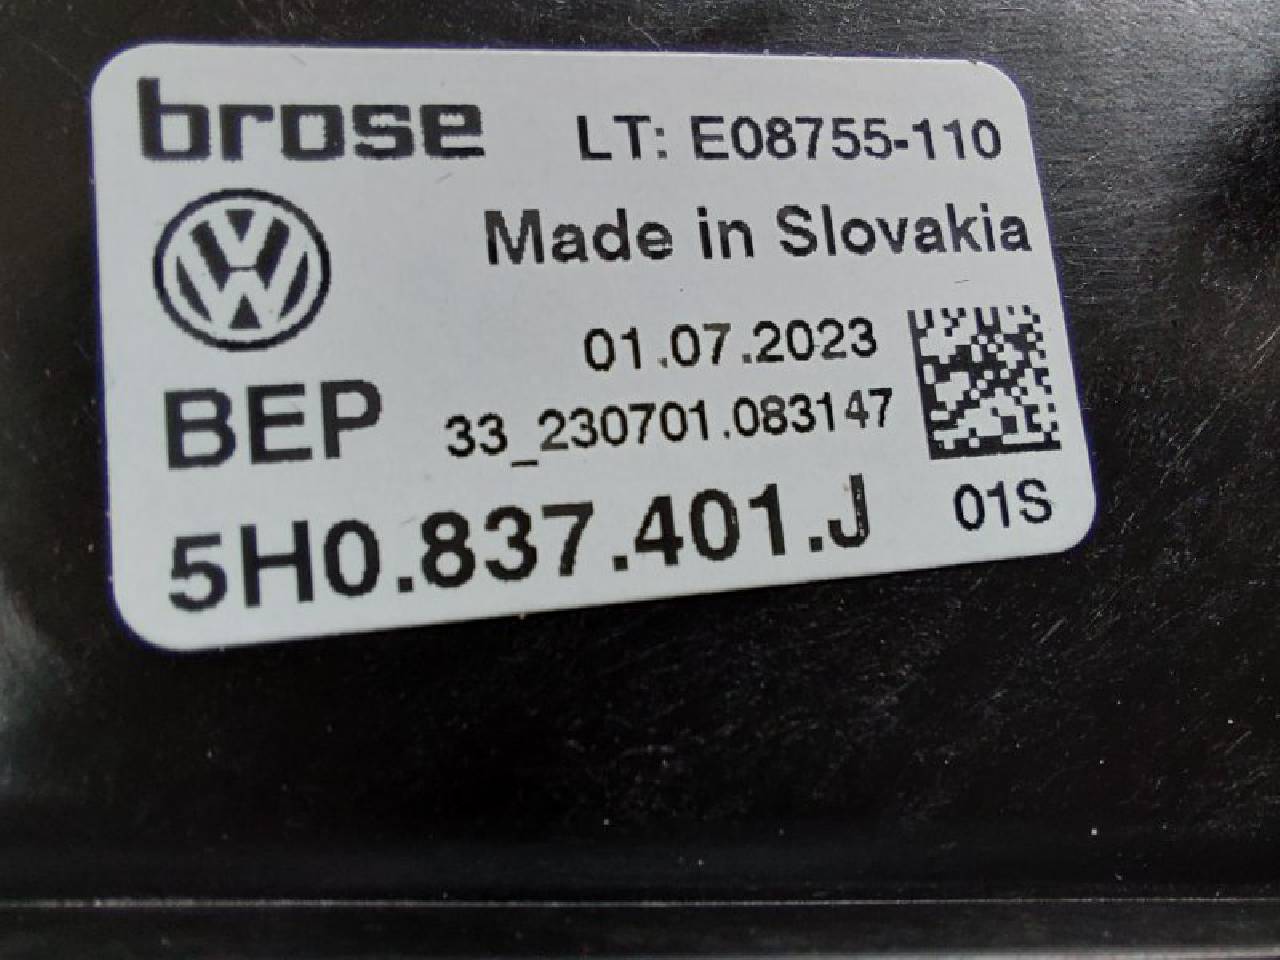 brose LT: E08755-110
Made in Slovakia
01.07.2023
BEP 33_230701.083147
5H0.837.401.J 01S